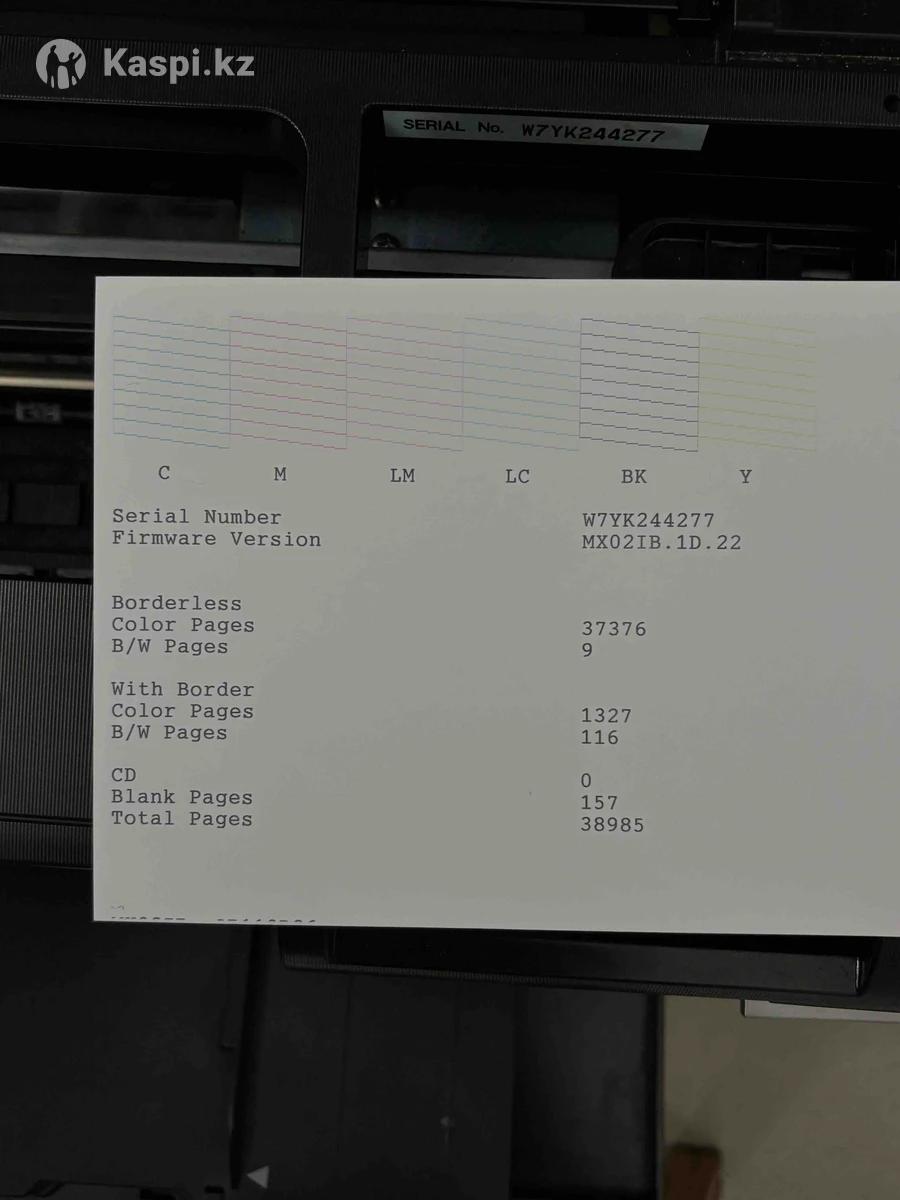 Kaspi.kz
SERIAL No. W7YK244277
C M LM LC BK Y
Serial Number W7YK244277
Firmware Version MX02IB.1D.22
Borderless
Color Pages 37376
B/W Pages 9
With Border
Color Pages 1327
B/W Pages 116
CD 0
Blank Pages 157
Total Pages 38985